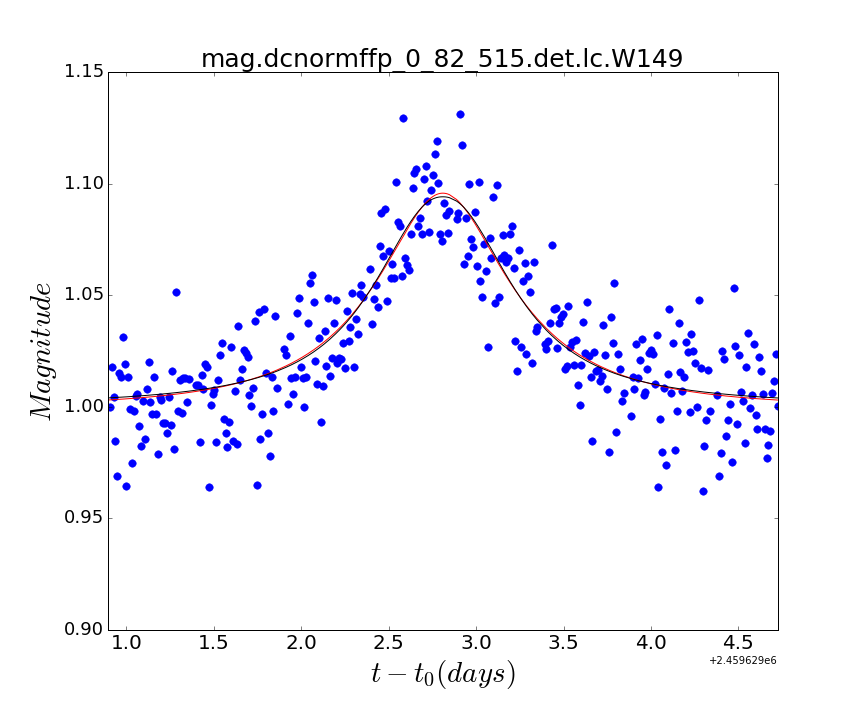 mag.dcnormffp_0_82_515.det.lc.W149
1.15
1.10
1.05
1.00
0.95
0.90
Magnitude
1.0 1.5 2.0 2.5 3.0 3.5 4.0 4.5
+2.459629e6
t − t₀(days)